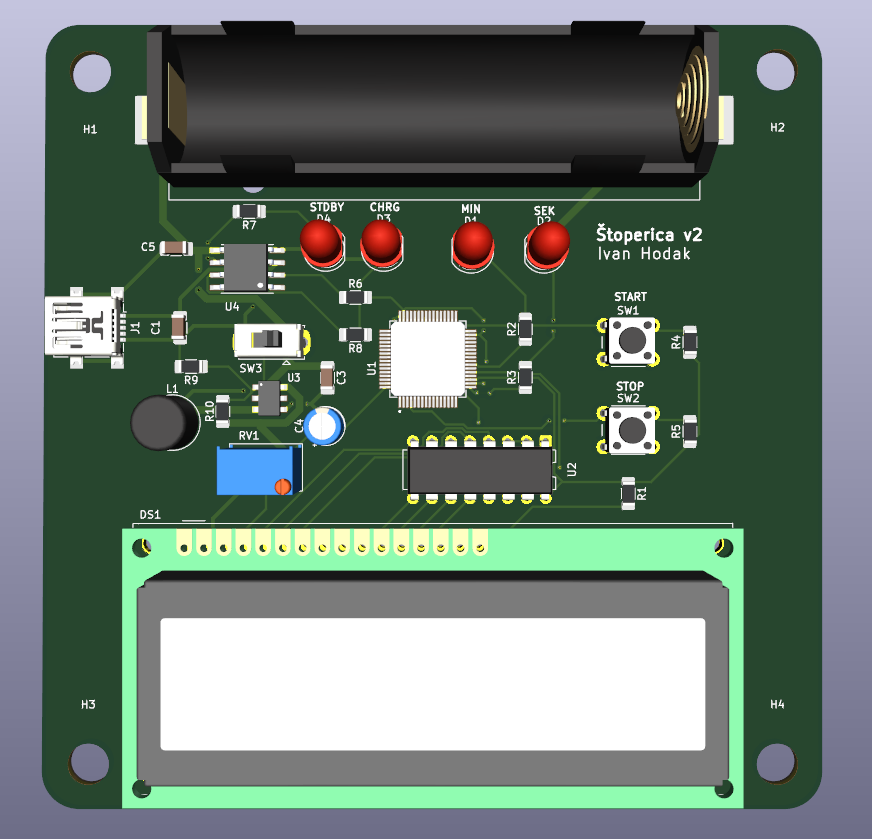 H1
H2
STDBY
CHRG
MIN
SEK
D4
D3
D1
D2
R7
Štoperica v2
Ivan Hodak
C5
U4
R6
START
SW1
J1
C1
R2
R4
R8
U1
SW3
R9
U3
C3
R3
L1
R10
STOP
SW2
C4
R5
RV1
U2
R1
DS1
H3
H4